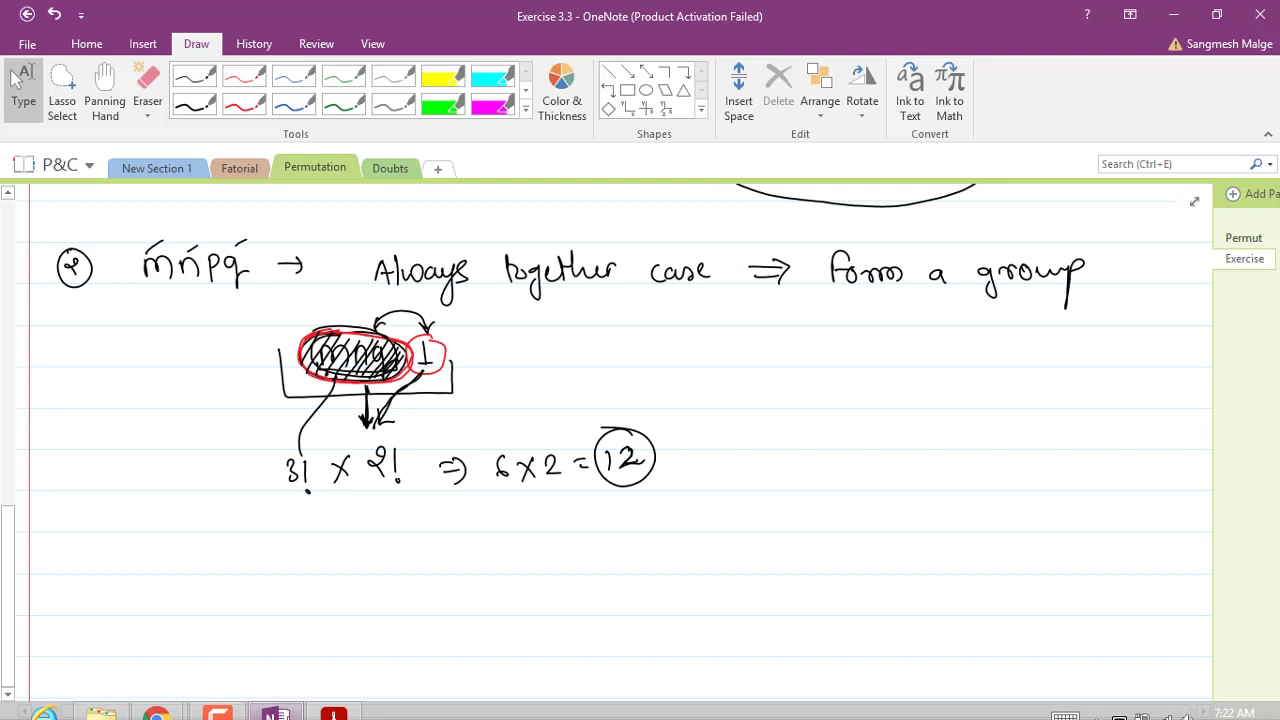 Exercise 3.3 - OneNote (Product Activation Failed)
File Home Insert Draw History Review View Sangmesh Malge
Type Lasso Select Panning Hand Eraser Color & Thickness Insert Space Delete Arrange Rotate Ink to Text Ink to Math
Tools Shapes Edit Convert
P&C New Section 1 Fatorial Permutation Doubts Search (Ctrl+E)
Add Pa
Permut
Exercise
2 mnpq → Always together case ⇒ Form a group
mnq 1
3! × 2! ⇒ 6 × 2 = 12
7:22 AM